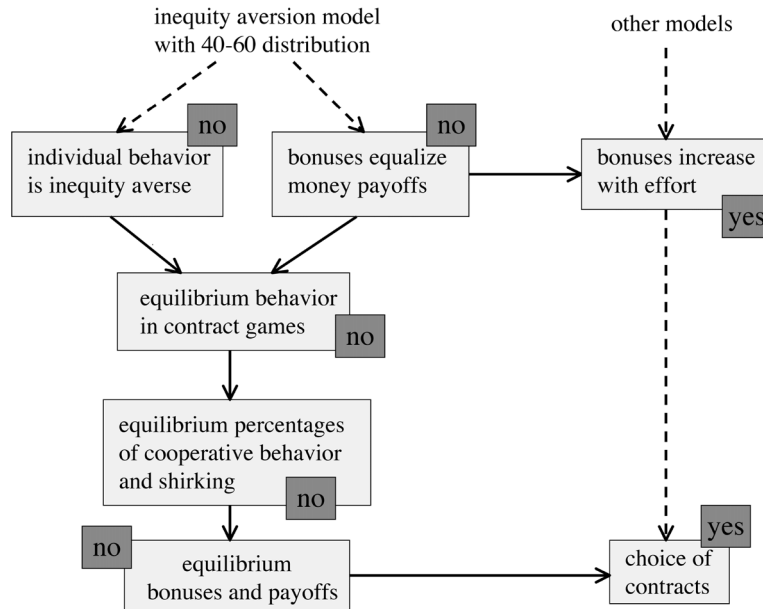 inequity aversion model
with 40-60 distribution
other models
no
individual behavior
is inequity averse
no
bonuses equalize
money payoffs
bonuses increase
with effort
yes
equilibrium behavior
in contract games
no
equilibrium percentages
of cooperative behavior
and shirking
no
no
equilibrium
bonuses and payoffs
yes
choice of
contracts